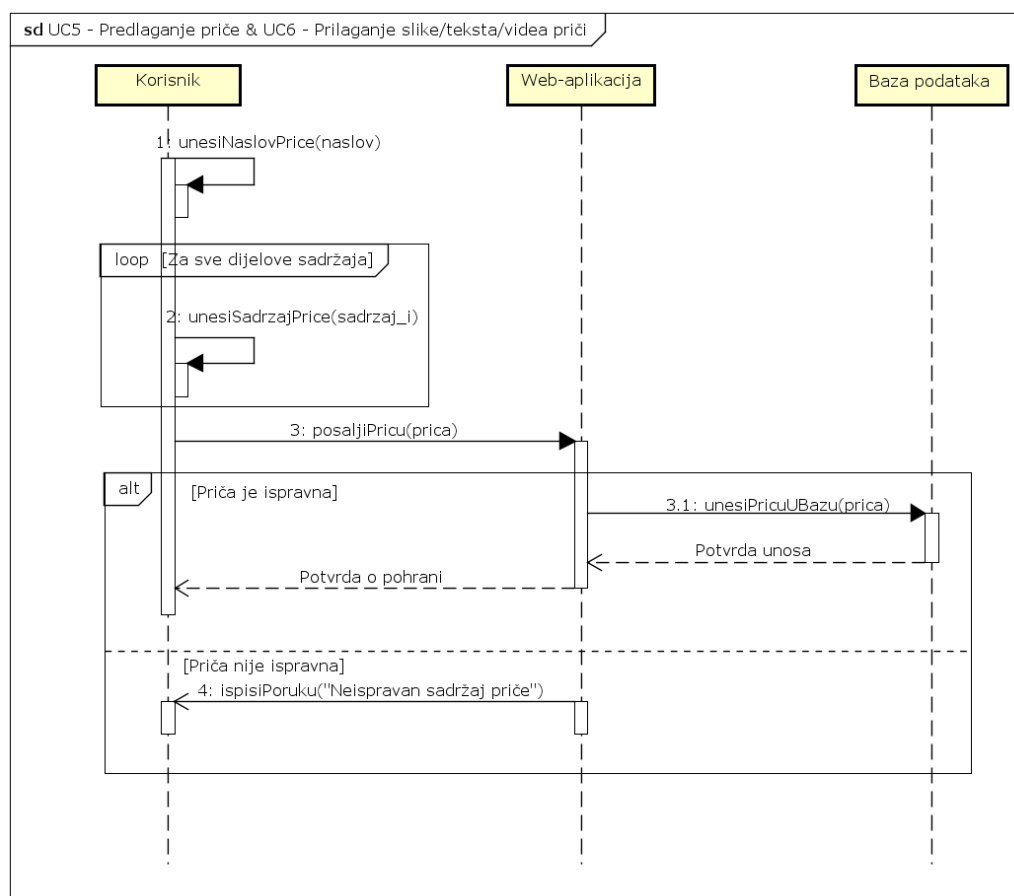 sd UC5 - Predlaganje priče & UC6 - Prilaganje slike/teksta/videa priči
Korisnik
Web-aplikacija
Baza podataka
1: unesiNaslovPrice(naslov)
loop [Za sve dijelove sadržaja]
2: unesiSadrzajPrice(sadrzaj_i)
3: posaljiPricu(prica)
alt [Priča je ispravna]
3.1: unesiPricuUBazu(prica)
Potvrda unosa
Potvrda o pohrani
[Priča nije ispravna]
4: ispisiPoruku("Neispravan sadržaj priče")